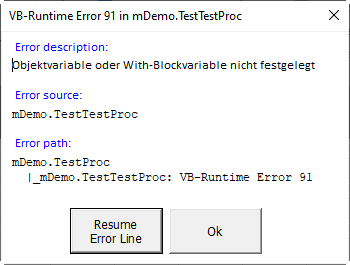 VB-Runtime Error 91 in mDemo.TestTestProc
Error description:
Objektvariable oder With-Blockvariable nicht festgelegt
Error source:
mDemo.TestTestProc
Error path:
mDemo.TestProc
|_mDemo.TestTestProc: VB-Runtime Error 91
Resume
Error Line
Ok